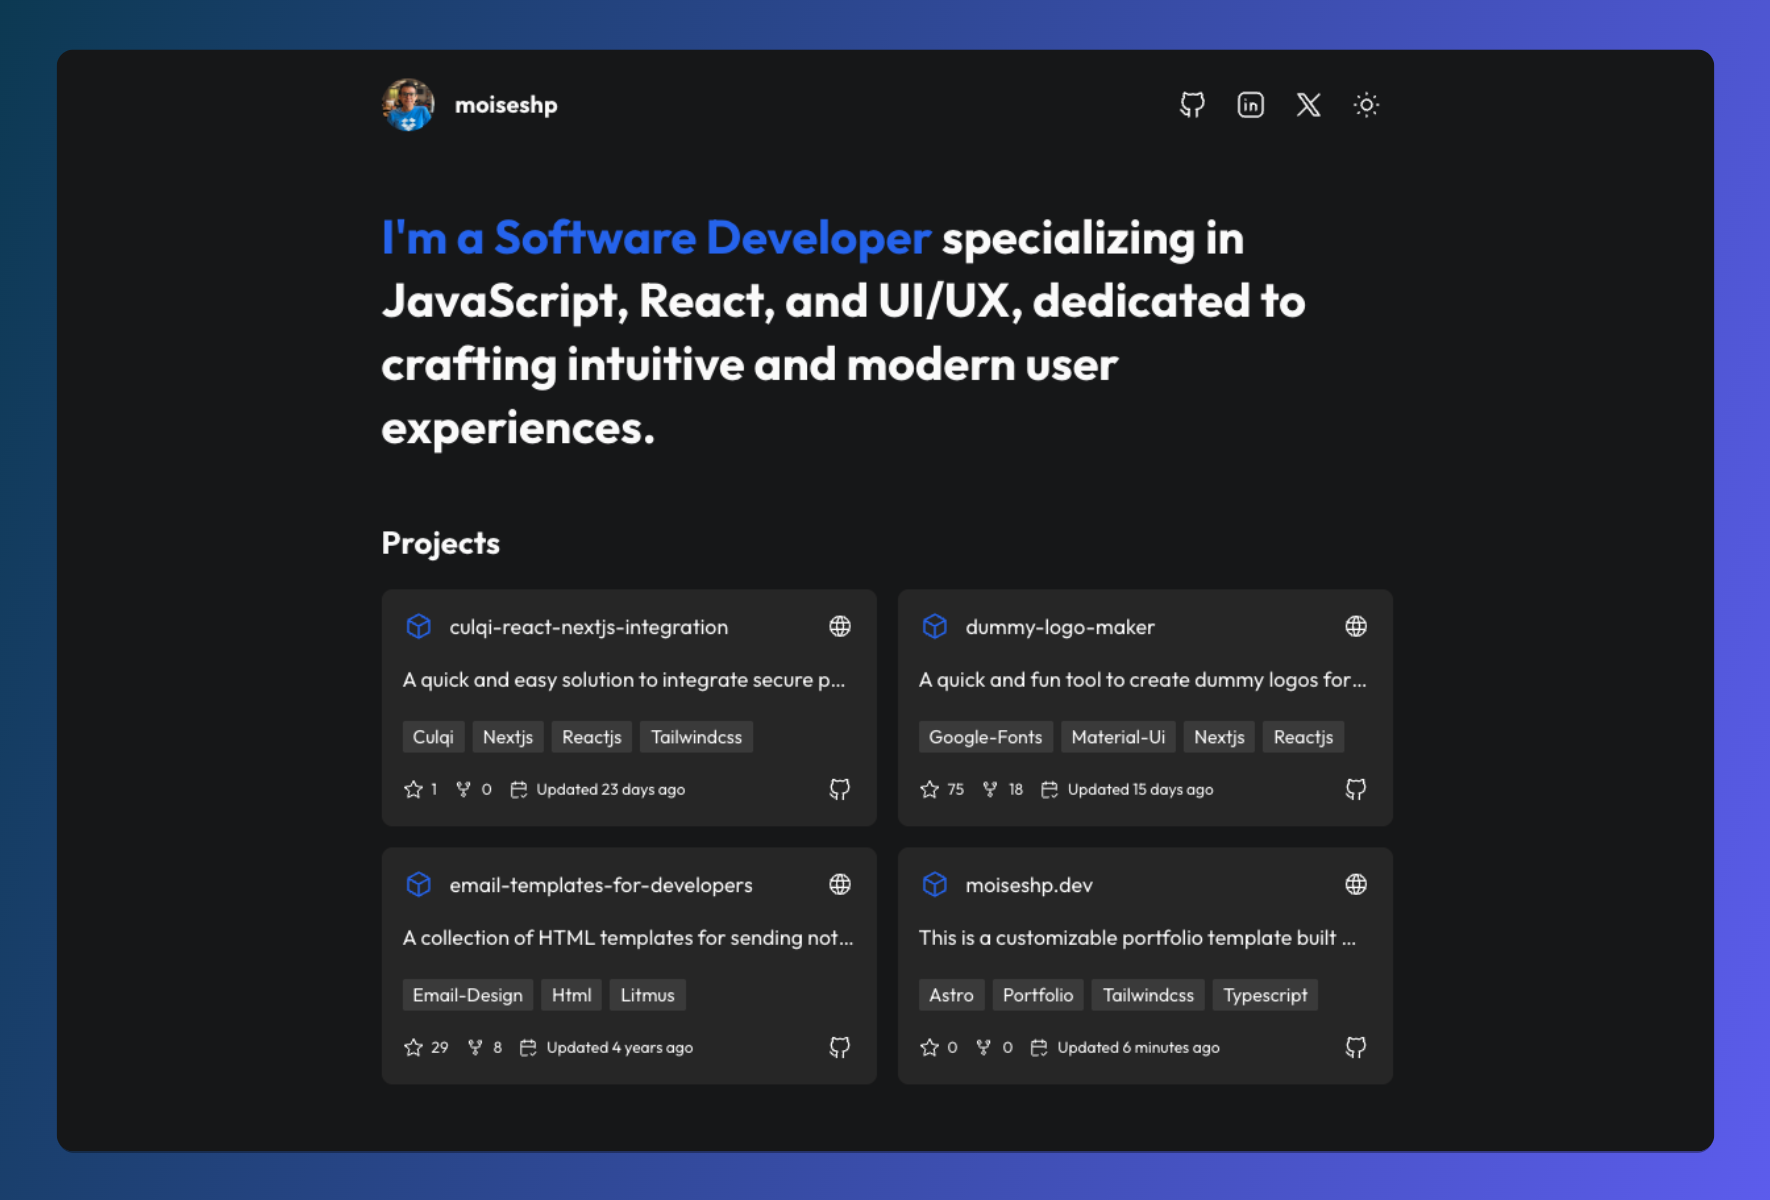 moiseshp
I'm a Software Developer specializing in
JavaScript, React, and UI/UX, dedicated to
crafting intuitive and modern user
experiences.
Projects
culqi-react-nextjs-integration
A quick and easy solution to integrate secure p...
Culqi Nextjs Reactjs Tailwindcss
1 0 Updated 23 days ago
dummy-logo-maker
A quick and fun tool to create dummy logos for...
Google-Fonts Material-Ui Nextjs Reactjs
75 18 Updated 15 days ago
email-templates-for-developers
A collection of HTML templates for sending not...
Email-Design Html Litmus
29 8 Updated 4 years ago
moiseshp.dev
This is a customizable portfolio template built ...
Astro Portfolio Tailwindcss Typescript
0 0 Updated 6 minutes ago